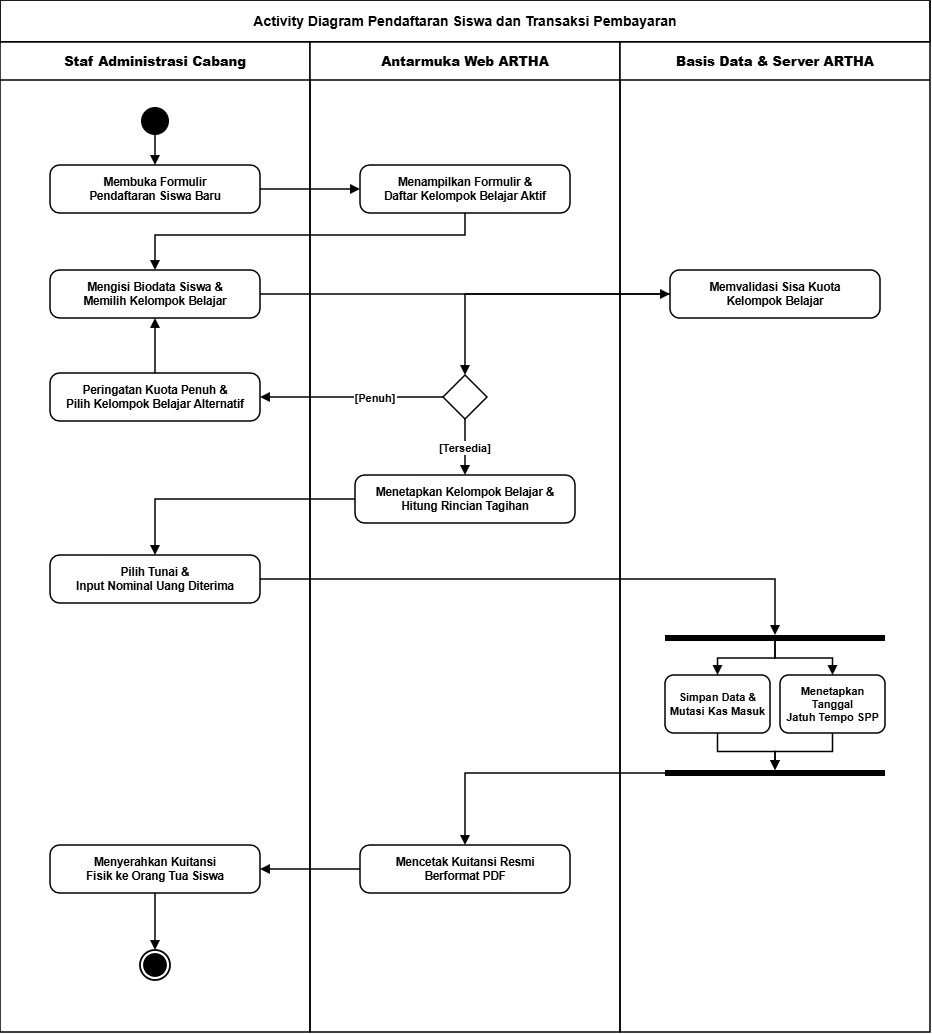 Activity Diagram Pendaftaran Siswa dan Transaksi Pembayaran
Staf Administrasi Cabang
Antarmuka Web ARTHA
Basis Data & Server ARTHA
Membuka Formulir
Pendaftaran Siswa Baru
Menampilkan Formulir &
Daftar Kelompok Belajar Aktif
Mengisi Biodata Siswa &
Memilih Kelompok Belajar
Memvalidasi Sisa Kuota
Kelompok Belajar
Peringatan Kuota Penuh &
Pilih Kelompok Belajar Alternatif
[Penuh]
[Tersedia]
Menetapkan Kelompok Belajar &
Hitung Rincian Tagihan
Pilih Tunai &
Input Nominal Uang Diterima
Simpan Data &
Mutasi Kas Masuk
Menetapkan
Tanggal
Jatuh Tempo SPP
Menyerahkan Kuitansi
Fisik ke Orang Tua Siswa
Mencetak Kuitansi Resmi
Berformat PDF